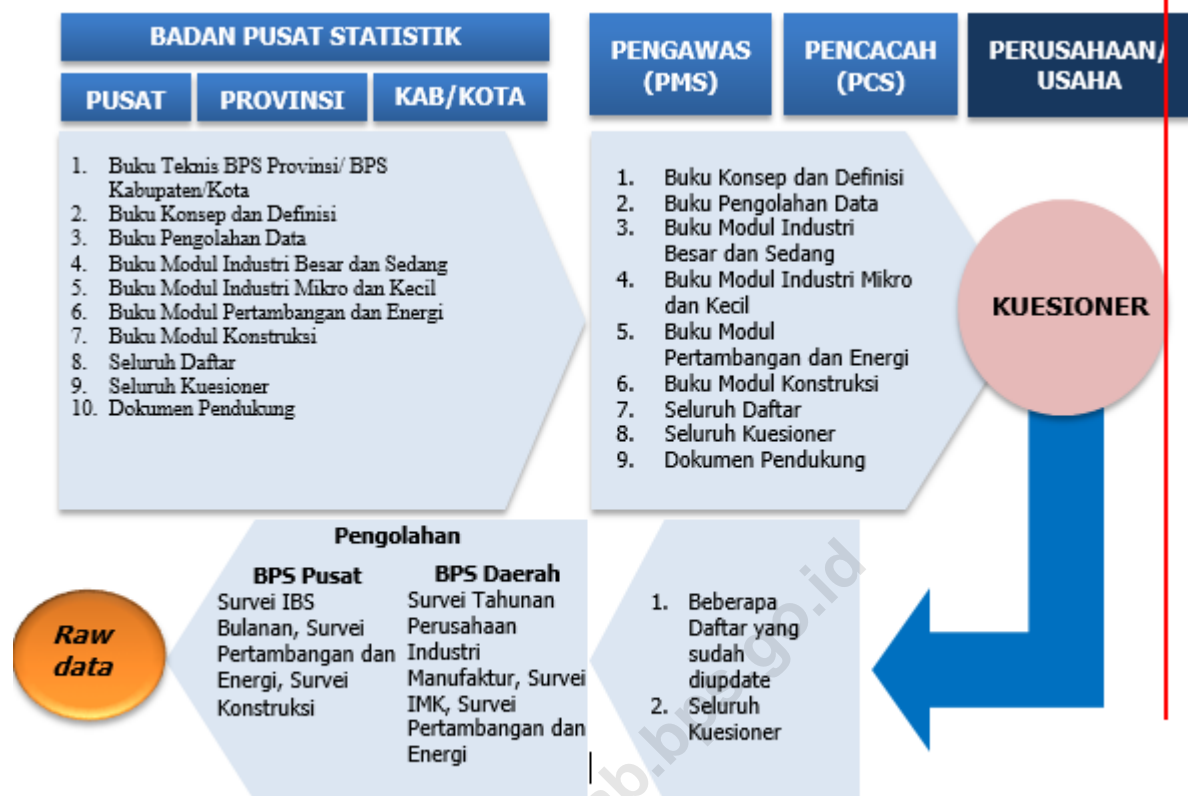 BADAN PUSAT STATISTIK
PUSAT
PROVINSI
KAB/KOTA
PENGAWAS
(PMS)
PENCACAH
(PCS)
PERUSAHAAN/
USAHA
1. Buku Teknis BPS Provinsi/ BPS
Kabupaten/Kota
2. Buku Konsep dan Definisi
3. Buku Pengolahan Data
4. Buku Modul Industri Besar dan Sedang
5. Buku Modul Industri Mikro dan Kecil
6. Buku Modul Pertambangan dan Energi
7. Buku Modul Konstruksi
8. Seluruh Daftar
9. Seluruh Kuesioner
10. Dokumen Pendukung
1. Buku Konsep dan Definisi
2. Buku Pengolahan Data
3. Buku Modul Industri
Besar dan Sedang
4. Buku Modul Industri Mikro
dan Kecil
5. Buku Modul
Pertambangan dan Energi
6. Buku Modul Konstruksi
7. Seluruh Daftar
8. Seluruh Kuesioner
9. Dokumen Pendukung
KUESIONER
Raw
data
Pengolahan
BPS Pusat
Survei IBS
Bulanan, Survei
Pertambangan dan
Energi, Survei
Konstruksi
BPS Daerah
Survei Tahunan
Perusahaan
Industri
Manufaktur, Survei
IMK, Survei
Pertambangan dan
Energi
1. Beberapa
Daftar yang
sudah
diupdate
2. Seluruh
Kuesioner
b.bps.go.id